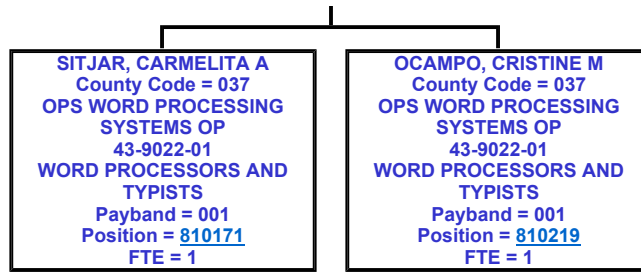 SITJAR, CARMELITA A
County Code = 037
OPS WORD PROCESSING
SYSTEMS OP
43-9022-01
WORD PROCESSORS AND
TYPISTS
Payband = 001
Position = 810171
FTE = 1
OCAMPO, CRISTINE M
County Code = 037
OPS WORD PROCESSING
SYSTEMS OP
43-9022-01
WORD PROCESSORS AND
TYPISTS
Payband = 001
Position = 810219
FTE = 1